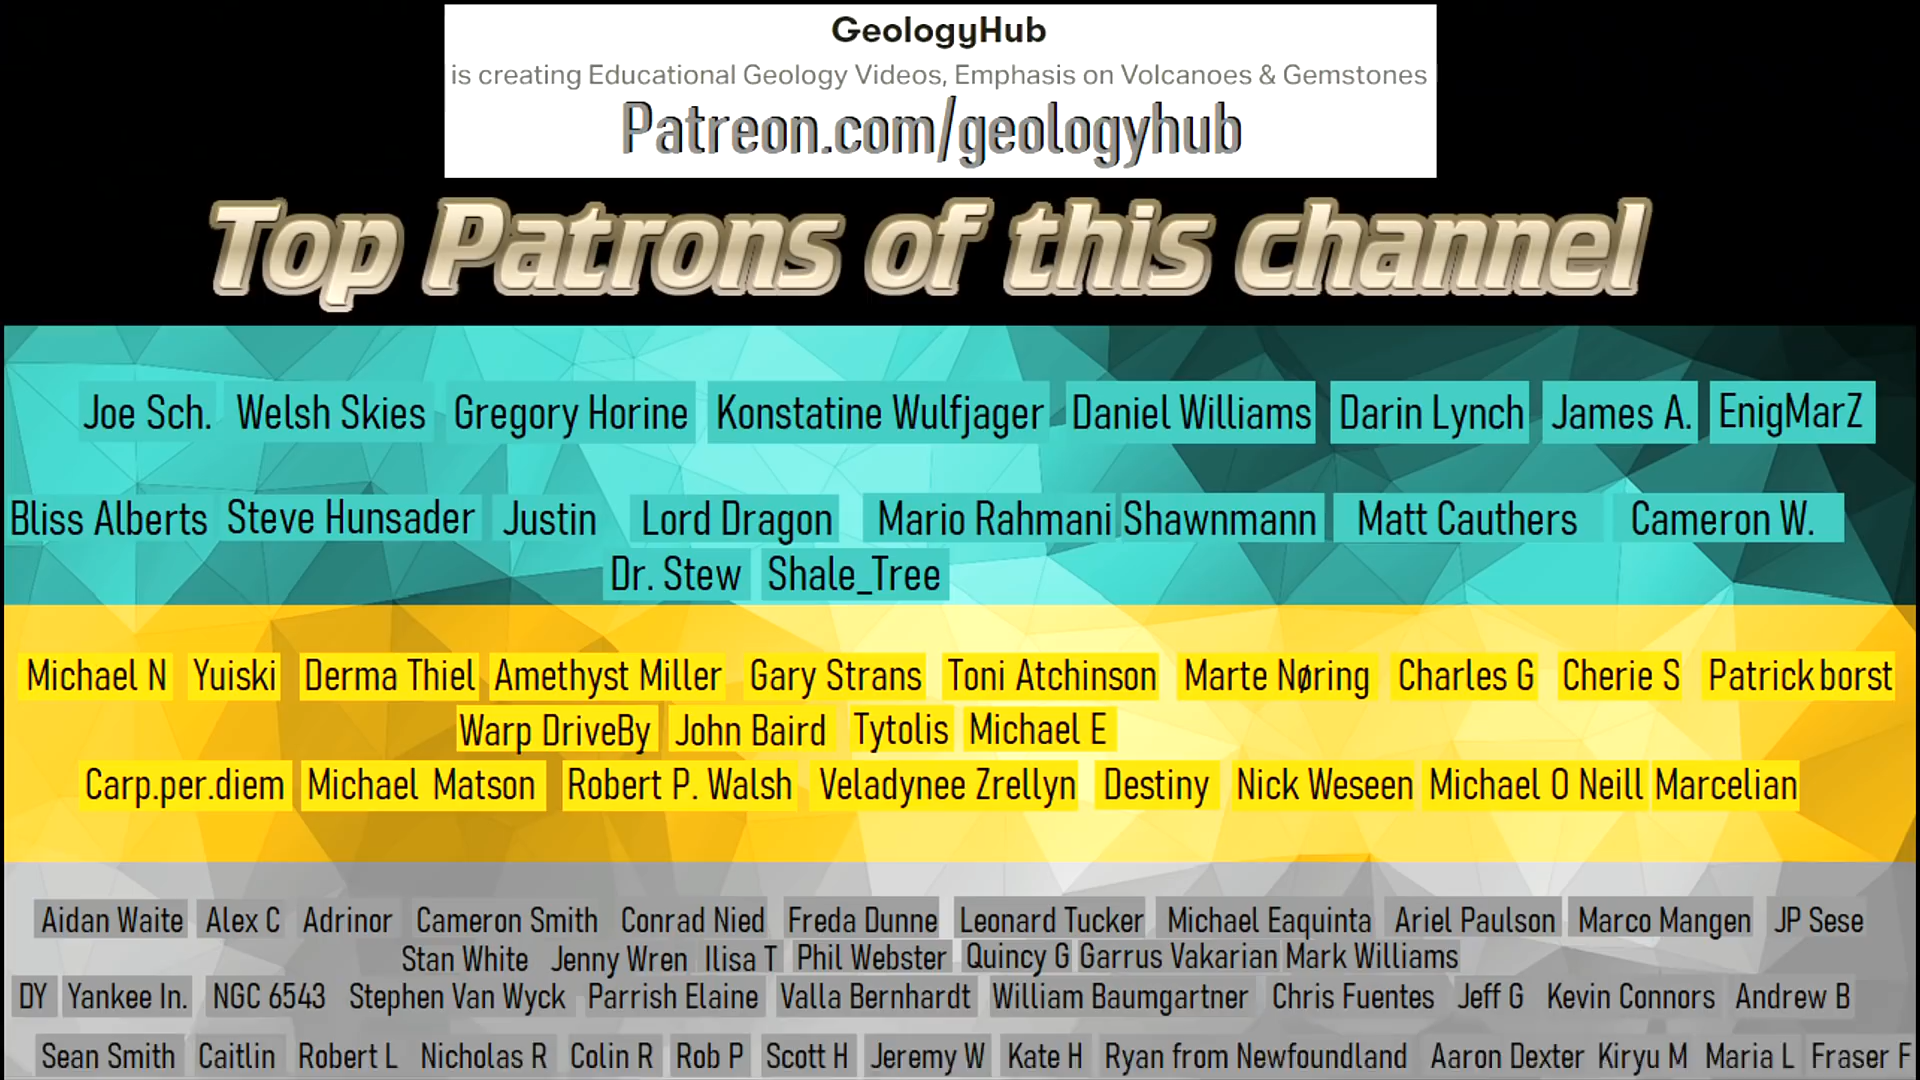 GeologyHub
is creating Educational Geology Videos, Emphasis on Volcanoes & Gemstones
Patreon.com/geologyhub
Top Patrons of this channel
Joe Sch. Welsh Skies Gregory Horine Konstatine Wulfjager Daniel Williams Darin Lynch James A. EnigMarZ
Bliss Alberts Steve Hunsader Justin Lord Dragon Mario Rahmani Shawnmann Matt Cauthers Cameron W.
Dr. Stew Shale_Tree
Michael N Yuiski Derma Thiel Amethyst Miller Gary Strans Toni Atchinson Marte Nøring Charles G Cherie S Patrick borst
Warp DriveBy John Baird Tytolis Michael E
Carp.per.diem Michael Matson Robert P. Walsh Veladynee Zrellyn Destiny Nick Weseen Michael O Neill Marcelian
Aidan Waite Alex C Adrinor Cameron Smith Conrad Nied Freda Dunne Leonard Tucker Michael Eaquinta Ariel Paulson Marco Mangen JP Sese
Stan White Jenny Wren Ilisa T Phil Webster Quincy G Garrus Vakarian Mark Williams
DY Yankee In. NGC 6543 Stephen Van Wyck Parrish Elaine Valla Bernhardt William Baumgartner Chris Fuentes Jeff G Kevin Connors Andrew B
Sean Smith Caitlin Robert L Nicholas R Colin R Rob P Scott H Jeremy W Kate H Ryan from Newfoundland Aaron Dexter Kiryu M Maria L Fraser F